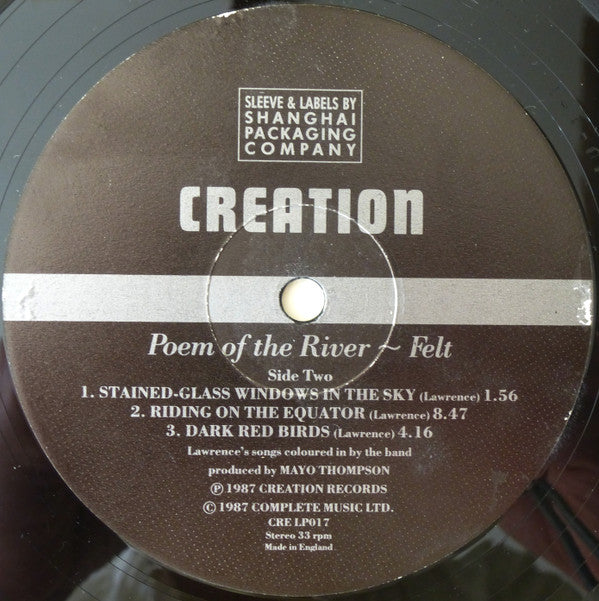 SLEEVE & LABELS BY
SHANGHAI
PACKAGING
COMPANY
CREATION
Poem of the River ~ Felt
Side Two
1. STAINED-GLASS WINDOWS IN THE SKY (Lawrence) 1.56
2. RIDING ON THE EQUATOR (Lawrence) 8.47
3. DARK RED BIRDS (Lawrence) 4.16
Lawrence's songs coloured in by the band
produced by MAYO THOMPSON
℗ 1987 CREATION RECORDS
© 1987 COMPLETE MUSIC LTD.
CRE LP017
Stereo 33 rpm
Made in England